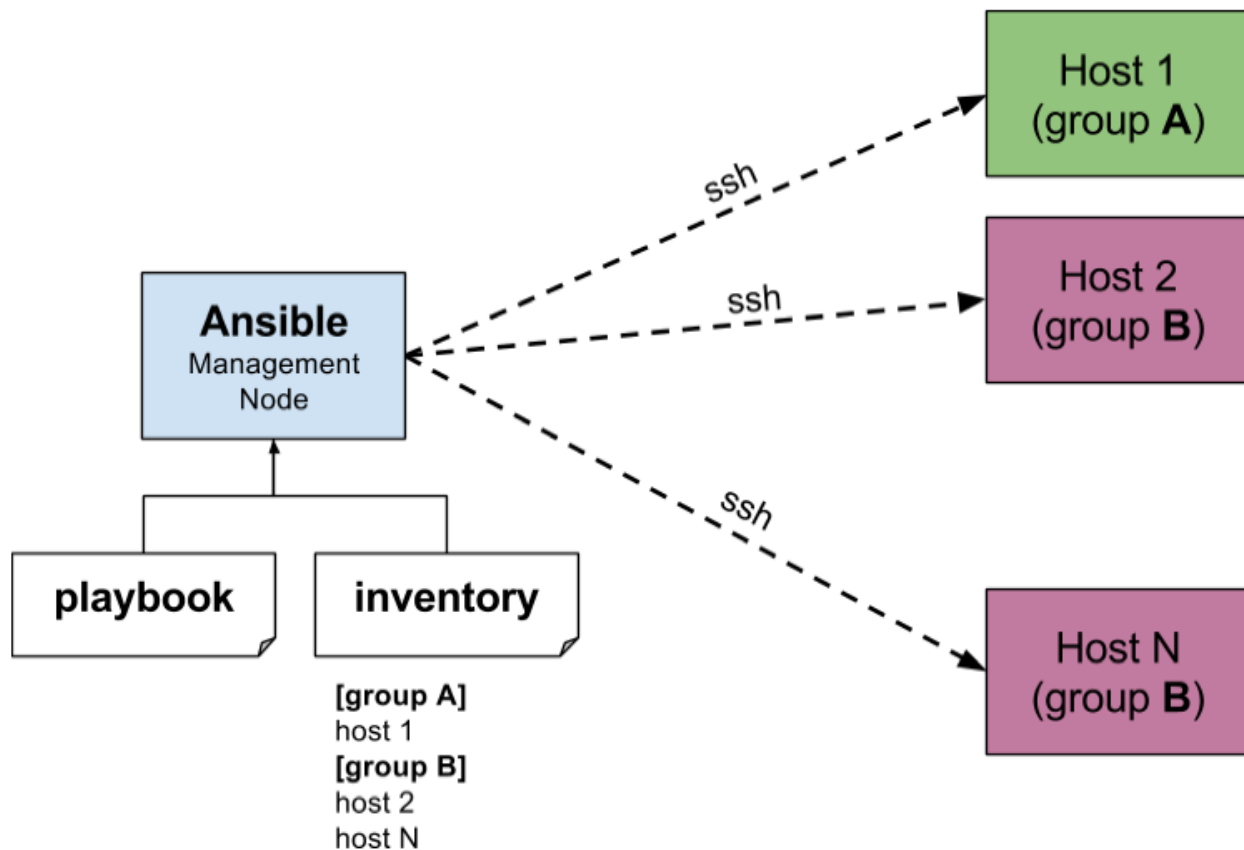 Host 1
(group A)
ssh
Host 2
(group B)
ssh
Ansible
Management
Node
ssh
playbook
inventory
Host N
(group B)
[group A]
host 1
[group B]
host 2
host N